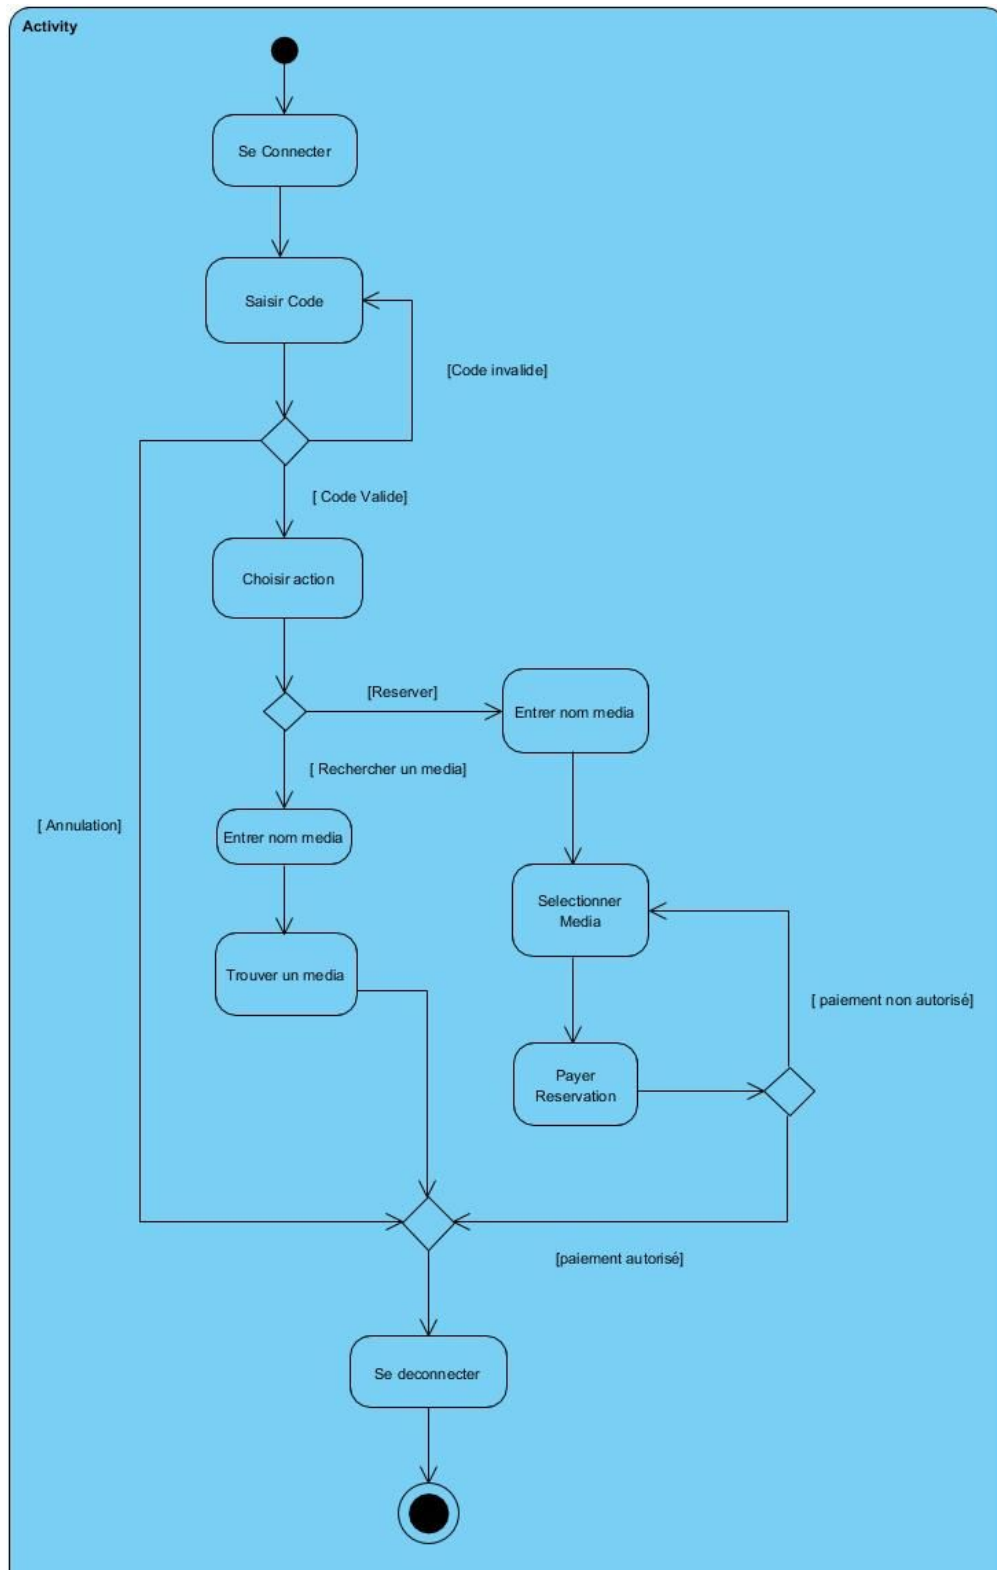 Activity
Se Connecter
Saisir Code
[Code invalide]
[ Code Valide]
Choisir action
[Reserver]
Entrer nom media
[ Rechercher un media]
[ Annulation]
Entrer nom media
Selectionner
Media
Trouver un media
[ paiement non autorisé]
Payer
Reservation
[paiement autorisé]
Se deconnecter